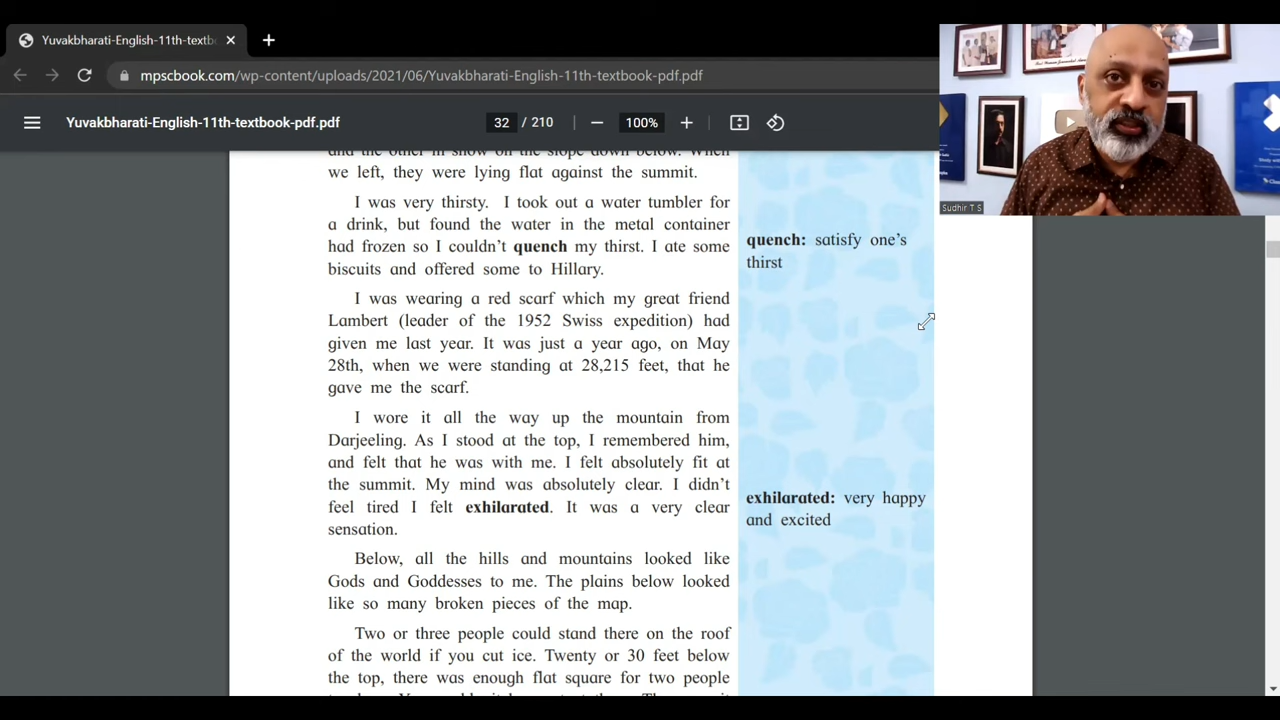 Yuvakbharati-English-11th-textb
mpscbook.com/wp-content/uploads/2021/06/Yuvakbharati-English-11th-textbook-pdf.pdf
Yuvakbharati-English-11th-textbook-pdf.pdf
32 / 210
100%
Sudhir T S
and the other in snow on the slope down below. When
we left, they were lying flat against the summit.
I was very thirsty. I took out a water tumbler for
a drink, but found the water in the metal container
had frozen so I couldn't quench my thirst. I ate some
biscuits and offered some to Hillary.
quench: satisfy one's
thirst
I was wearing a red scarf which my great friend
Lambert (leader of the 1952 Swiss expedition) had
given me last year. It was just a year ago, on May
28th, when we were standing at 28,215 feet, that he
gave me the scarf.
I wore it all the way up the mountain from
Darjeeling. As I stood at the top, I remembered him,
and felt that he was with me. I felt absolutely fit at
the summit. My mind was absolutely clear. I didn't
feel tired I felt exhilarated. It was a very clear
sensation.
exhilarated: very happy
and excited
Below, all the hills and mountains looked like
Gods and Goddesses to me. The plains below looked
like so many broken pieces of the map.
Two or three people could stand there on the roof
of the world if you cut ice. Twenty or 30 feet below
the top, there was enough flat square for two people